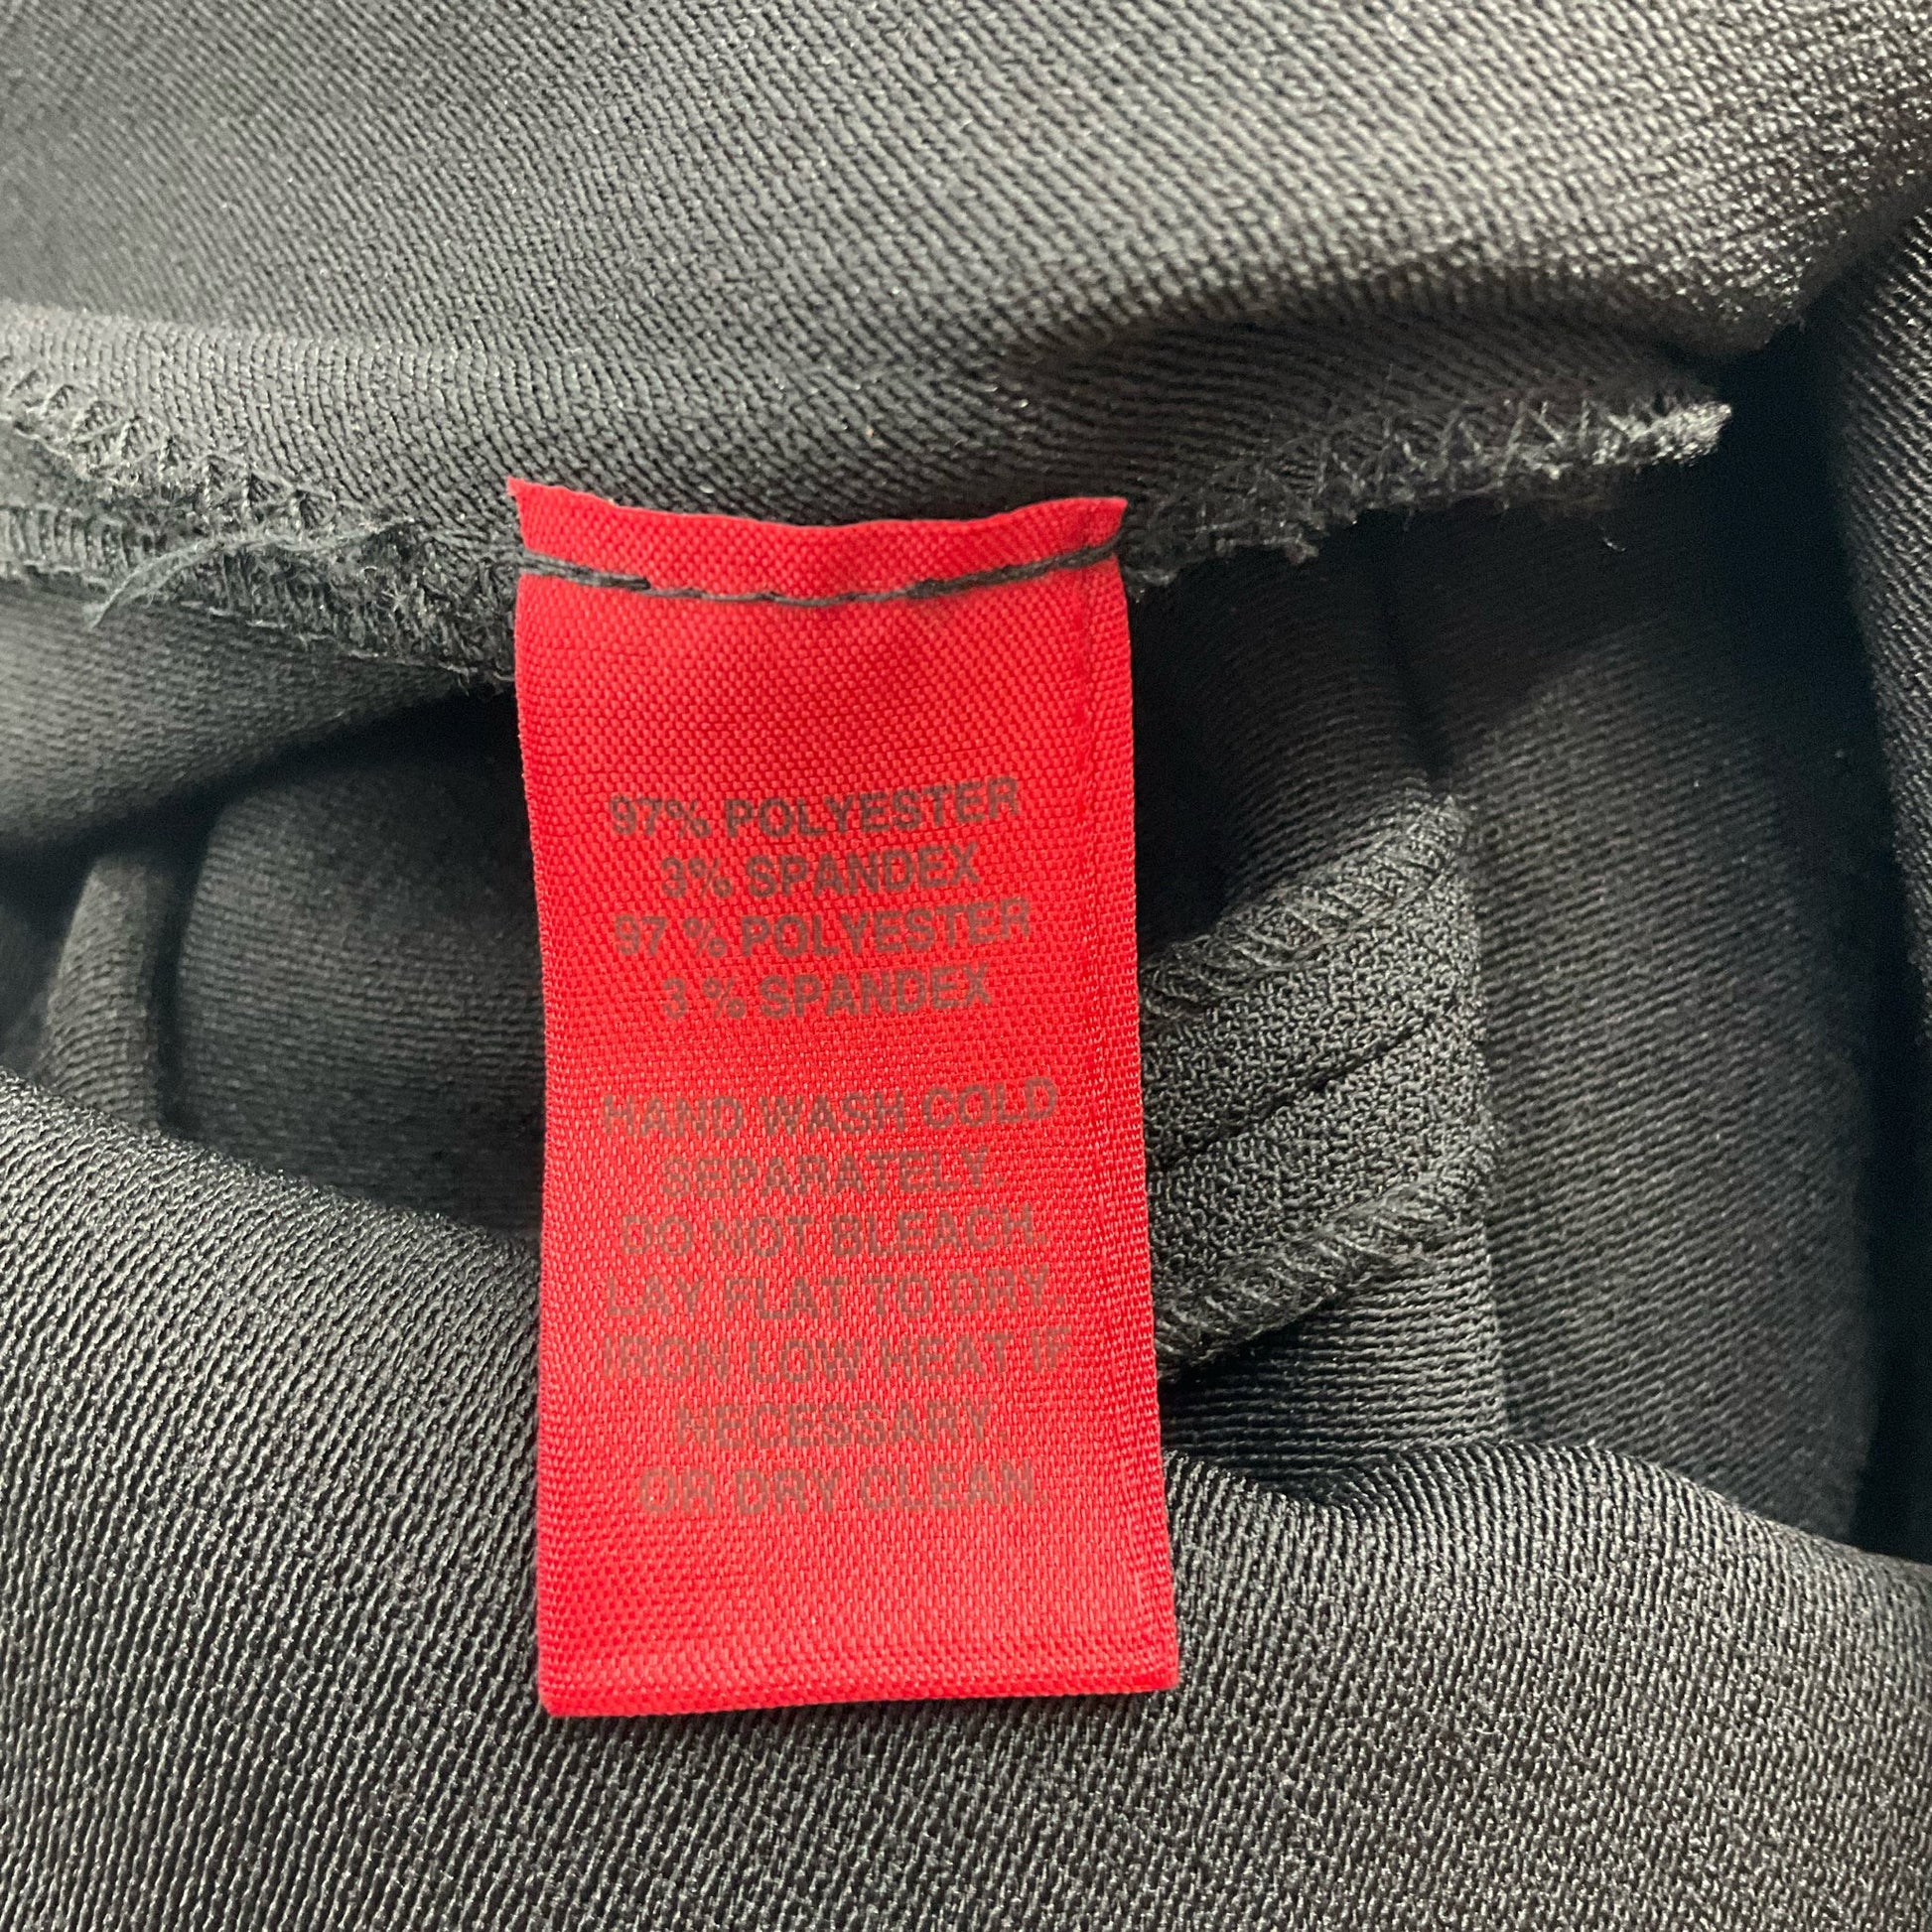 97% POLYESTER
3% SPANDEX
97 % POLYESTER
3 % SPANDEX
HAND WASH COLD
SEPARATELY.
DO NOT BLEACH.
LAY FLAT TO DRY.
IRON LOW HEAT IF
NECESSARY.
OR DRY CLEAN.